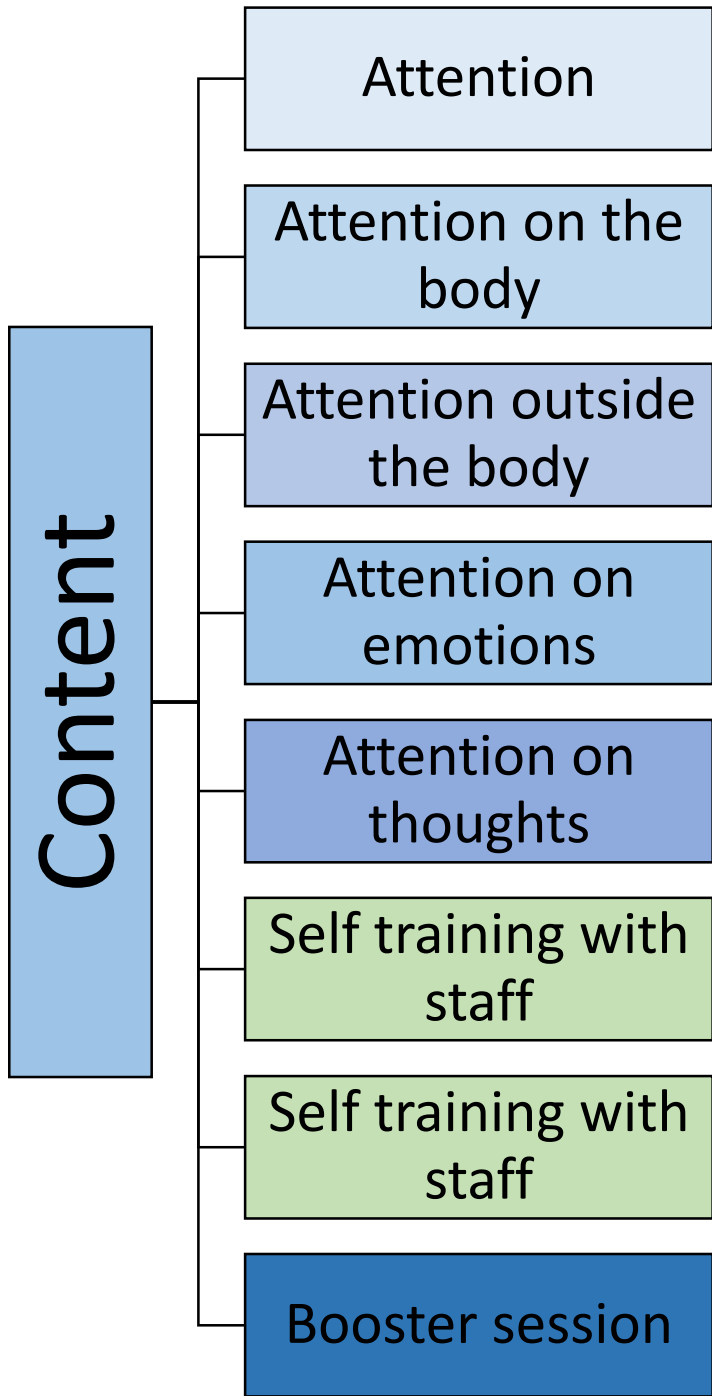 Content
Attention
Attention on the
body
Attention outside
the body
Attention on
emotions
Attention on
thoughts
Self training with
staff
Self training with
staff
Booster session